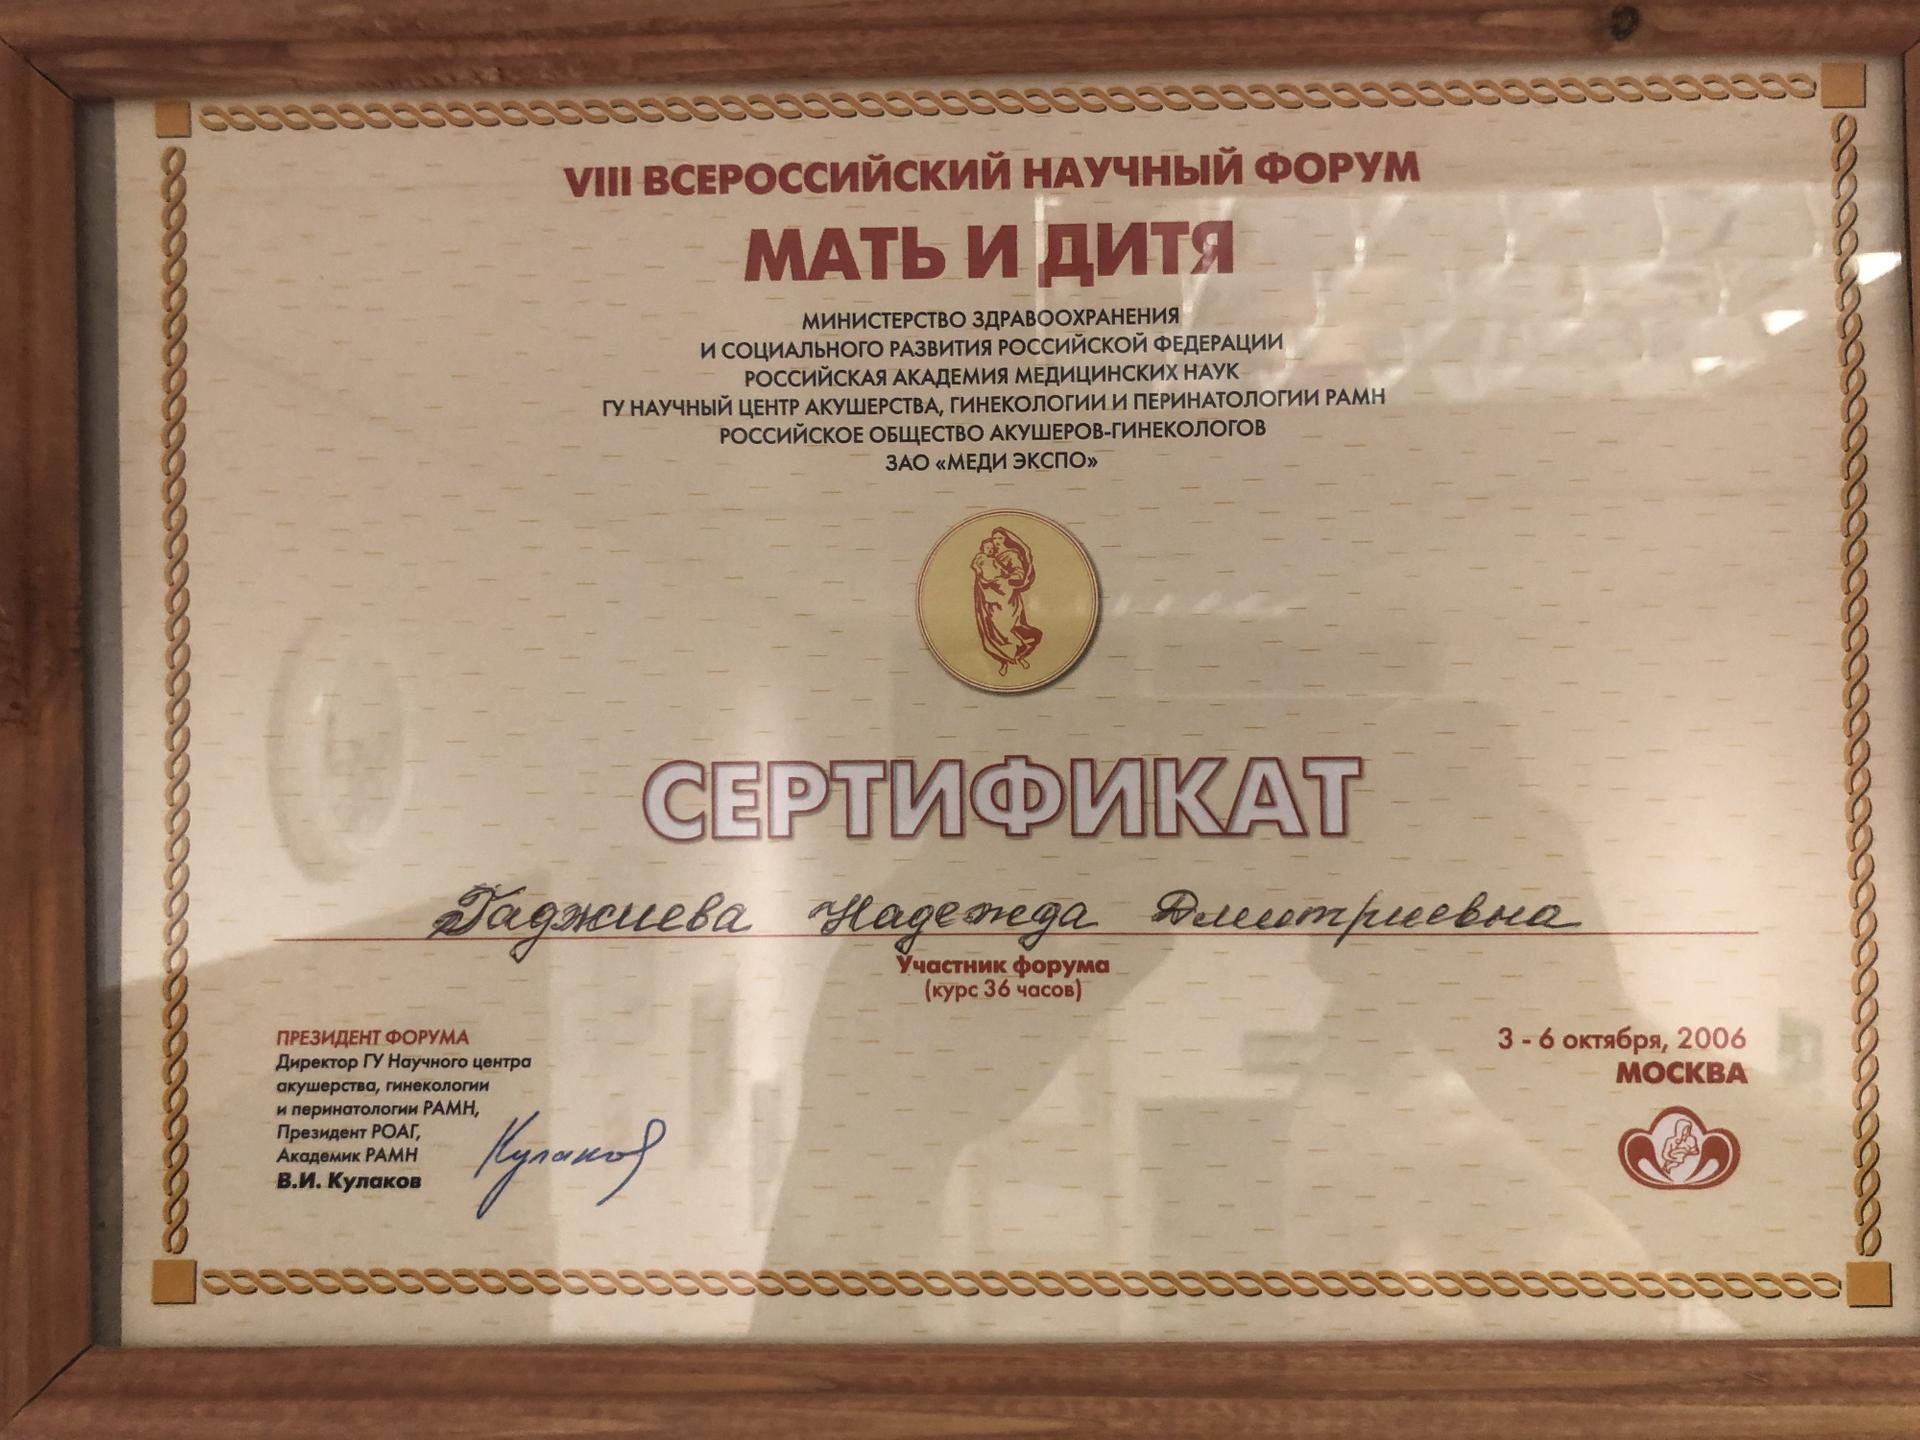 VIII ВСЕРОССИЙСКИЙ НАУЧНЫЙ ФОРУМ
МАТЬ И ДИТЯ
МИНИСТЕРСТВО ЗДРАВООХРАНЕНИЯ
И СОЦИАЛЬНОГО РАЗВИТИЯ РОССИЙСКОЙ ФЕДЕРАЦИИ
РОССИЙСКАЯ АКАДЕМИЯ МЕДИЦИНСКИХ НАУК
ГУ НАУЧНЫЙ ЦЕНТР АКУШЕРСТВА, ГИНЕКОЛОГИИ И ПЕРИНАТОЛОГИИ РАМН
РОССИЙСКОЕ ОБЩЕСТВО АКУШЕРОВ-ГИНЕКОЛОГОВ
ЗАО «МЕДИ ЭКСПО»
СЕРТИФИКАТ
Гаджиева Надежда Дмитриевна
Участник форума
(курс 36 часов)
ПРЕЗИДЕНТ ФОРУМА
Директор ГУ Научного центра
акушерства, гинекологии
и перинатологии РАМН,
Президент РОАГ,
Академик РАМН
В.И. Кулаков
Кулаков
3 - 6 октября, 2006
МОСКВА